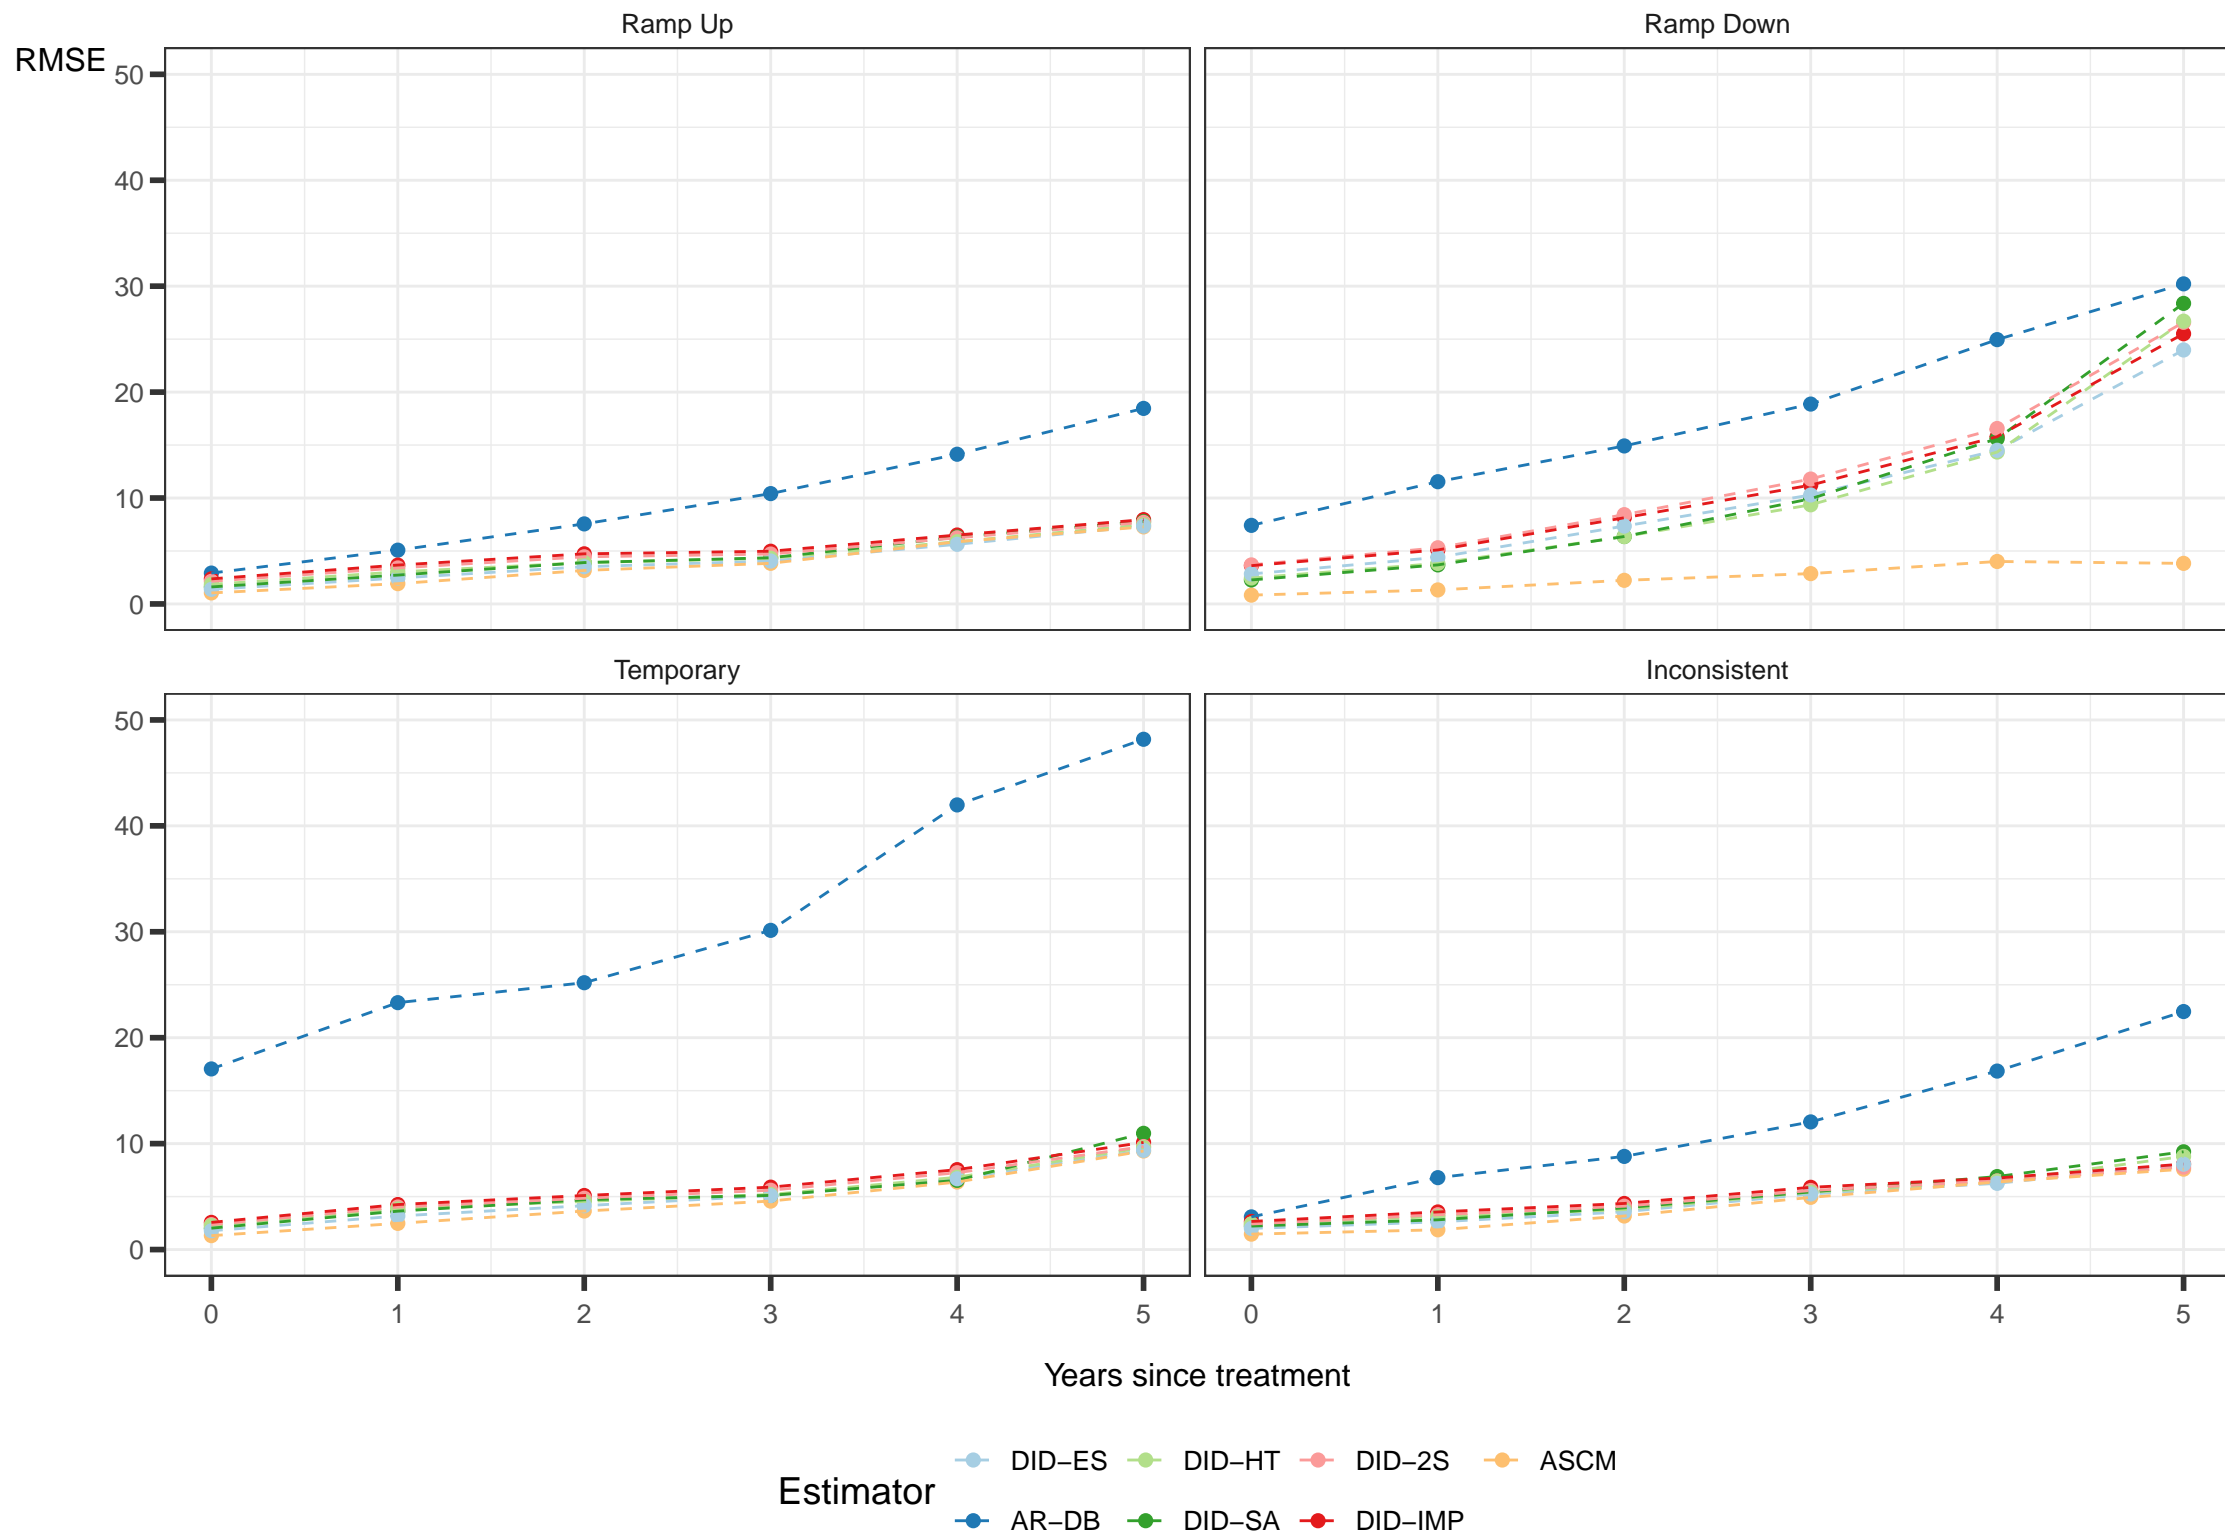 Ramp Up
Ramp Down
RMSE
50
40
30
20
10
0
Temporary
Inconsistent
50
40
30
20
10
0
0 1 2 3 4 5
0 1 2 3 4 5
Years since treatment
Estimator
DID−ES DID−HT DID−2S ASCM
AR−DB DID−SA DID−IMP